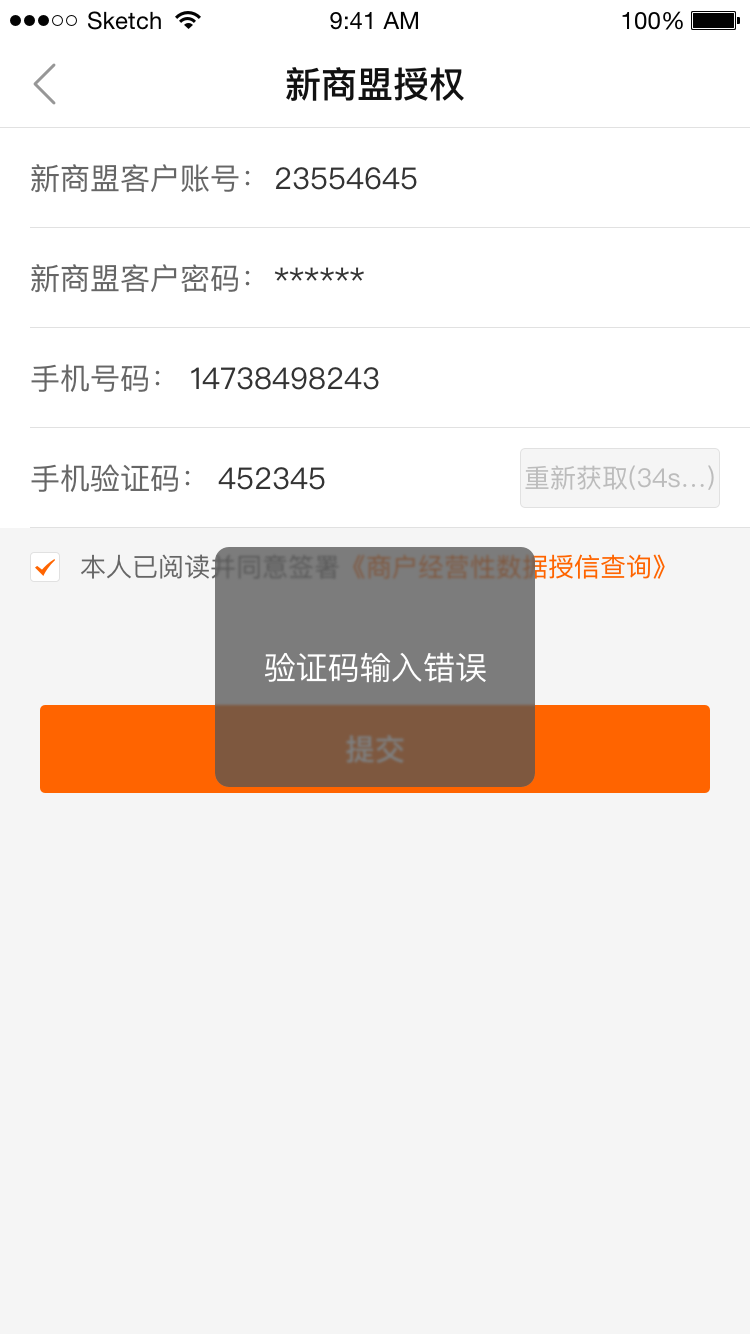 Sketch 9:41 AM 100%
新商盟授权
新商盟客户账号： 23554645
新商盟客户密码： ******
手机号码： 14738498243
手机验证码： 452345 重新获取(34s...)
本人已阅读并同意签署《商户经营性数据授信查询》
验证码输入错误
提交